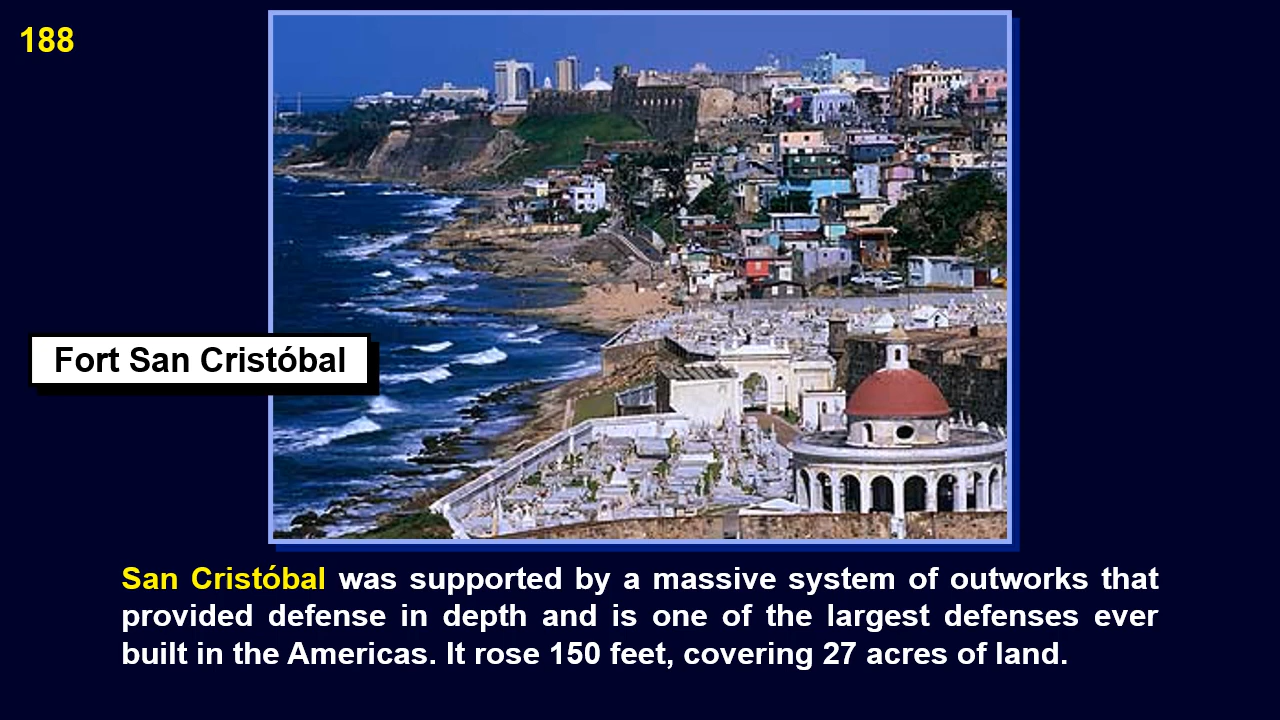 188
Fort San Cristóbal
San Cristóbal was supported by a massive system of outworks that
provided defense in depth and is one of the largest defenses ever
built in the Americas. It rose 150 feet, covering 27 acres of land.